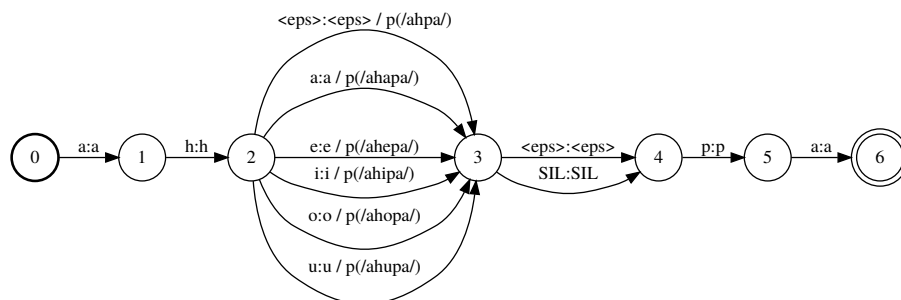 <eps>:<eps> / p(/ahpa/)
a:a / p(/ahapa/)
0 a:a 1 h:h 2 e:e / p(/ahepa/) 3 <eps>:<eps> 4 p:p 5 a:a 6
i:i / p(/ahipa/) SIL:SIL
o:o / p(/ahopa/)
u:u / p(/ahupa/)